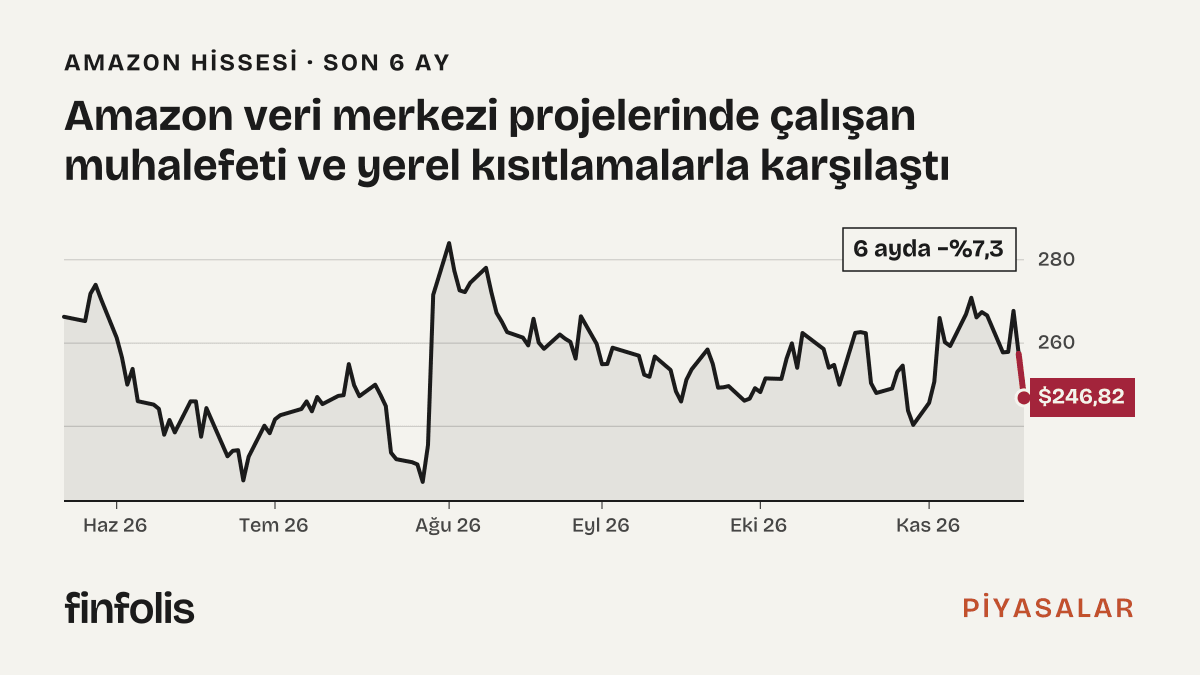 AMAZON HİSSESİ · SON 6 AY
Amazon veri merkezi projelerinde çalışan
muhalefeti ve yerel kısıtlamalarla karşılaştı
6 ayda −%7,3
280
260
$246,82
Haz 26
Tem 26
Ağu 26
Eyl 26
Eki 26
Kas 26
finfolis
PİYASALAR